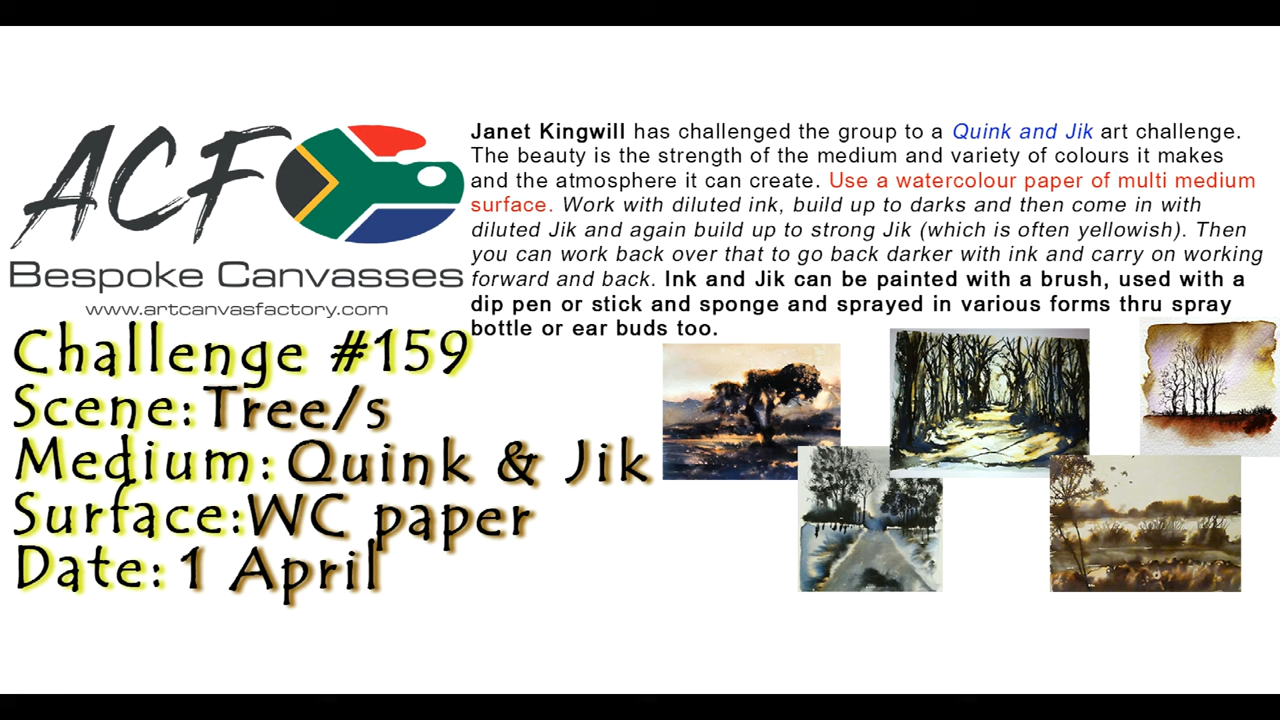 ACF
Bespoke Canvasses
www.artcanvasfactory.com
Janet Kingwill has challenged the group to a Quink and Jik art challenge.
The beauty is the strength of the medium and variety of colours it makes
and the atmosphere it can create. Use a watercolour paper of multi medium
surface. Work with diluted ink, build up to darks and then come in with
diluted Jik and again build up to strong Jik (which is often yellowish). Then
you can work back over that to go back darker with ink and carry on working
forward and back. Ink and Jik can be painted with a brush, used with a
dip pen or stick and sponge and sprayed in various forms thru spray
bottle or ear buds too.
Challenge #159
Scene: Tree/s
Medium: Quink & Jik
Surface: WC paper
Date: 1 April